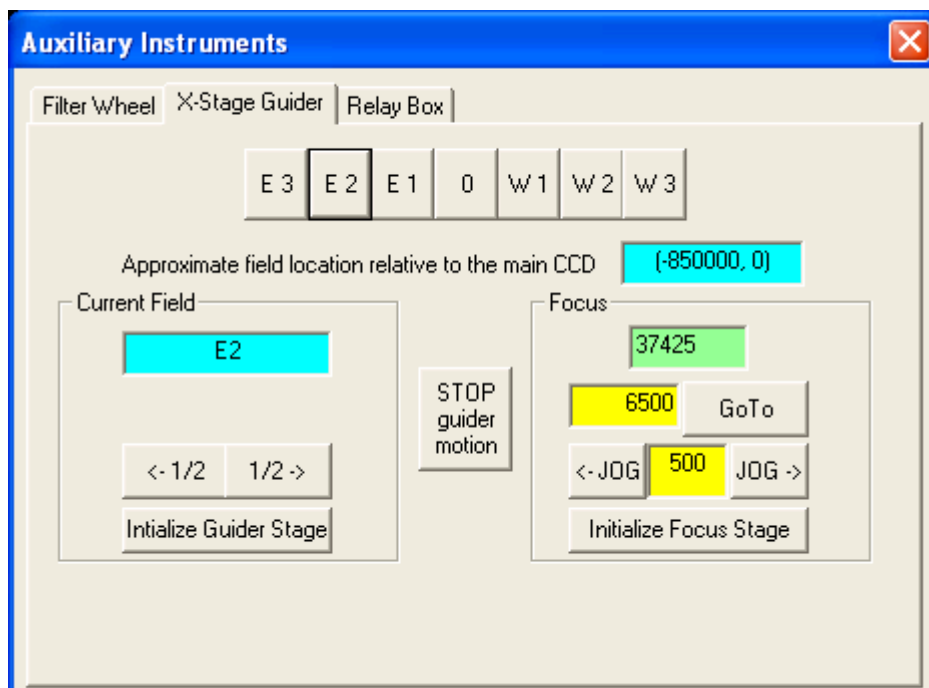 Auxiliary Instruments
Filter Wheel X-Stage Guider Relay Box
E 3 E 2 E 1 0 W 1 W 2 W 3
Approximate field location relative to the main CCD (-850000, 0)
Current Field
E2
<- 1/2 1/2 ->
Intialize Guider Stage
STOP
guider
motion
Focus
37425
6500 GoTo
<- JOG 500 JOG ->
Initialize Focus Stage